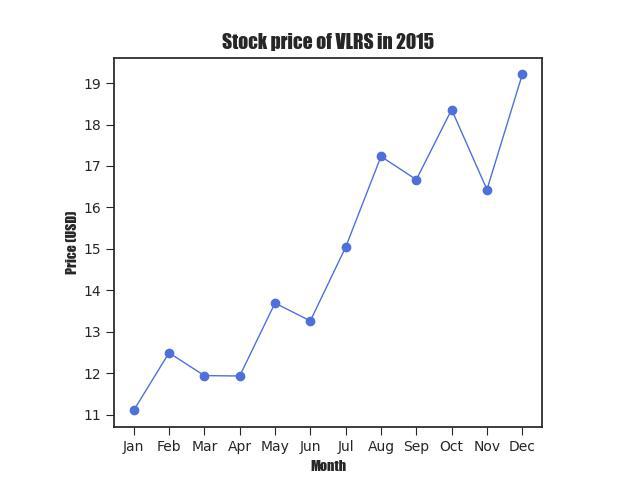 Stock price of VLRS in 2015
Price (USD)
19
18
17
16
15
14
13
12
11
Jan Feb Mar Apr May Jun Jul Aug Sep Oct Nov Dec
Month